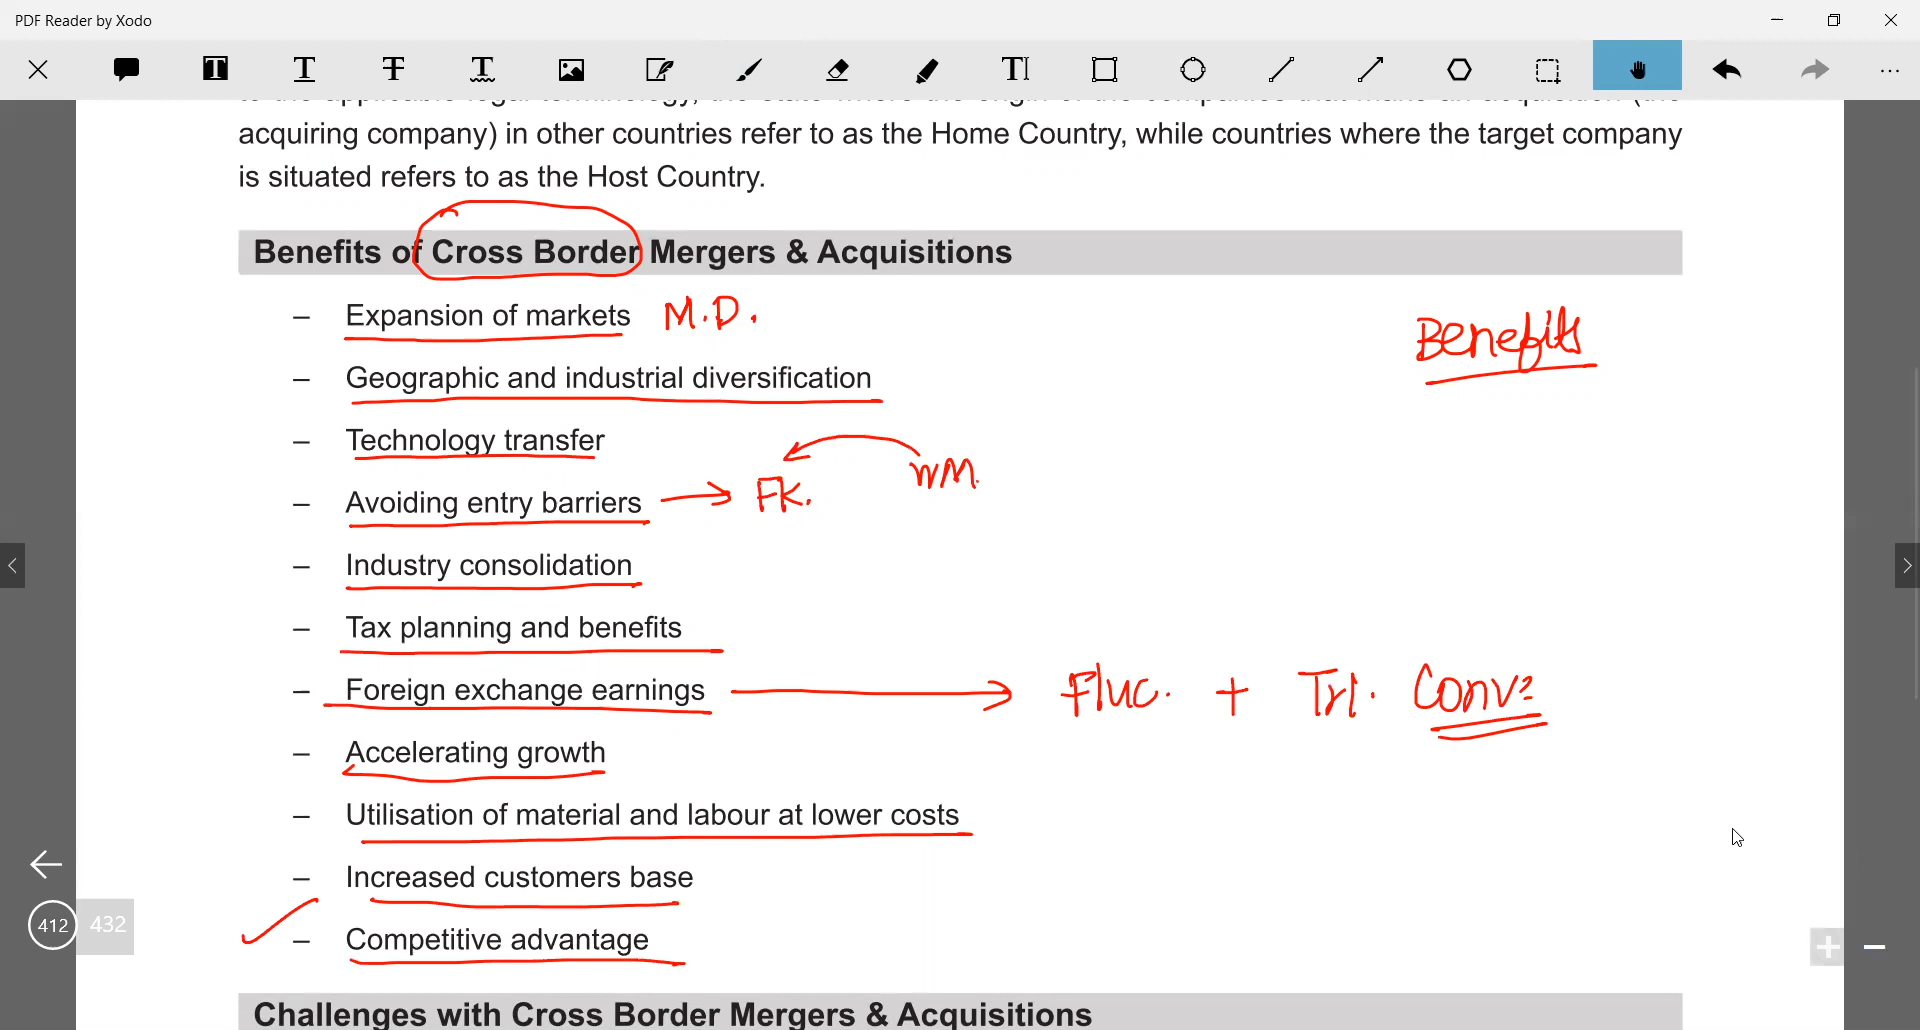 PDF Reader by Xodo
acquiring company) in other countries refer to as the Home Country, while countries where the target company
is situated refers to as the Host Country.
Benefits of Cross Border Mergers & Acquisitions
– Expansion of markets M.D.
Benefits
– Geographic and industrial diversification
– Technology transfer
– Avoiding entry barriers FK. WM.
– Industry consolidation
– Tax planning and benefits
– Foreign exchange earnings Fluc. +
– Accelerating growth
– Utilisation of material and labour at lower costs
– Increased customers base
– Competitive advantage
412 432
Challenges with Cross Border Mergers & Acquisitions